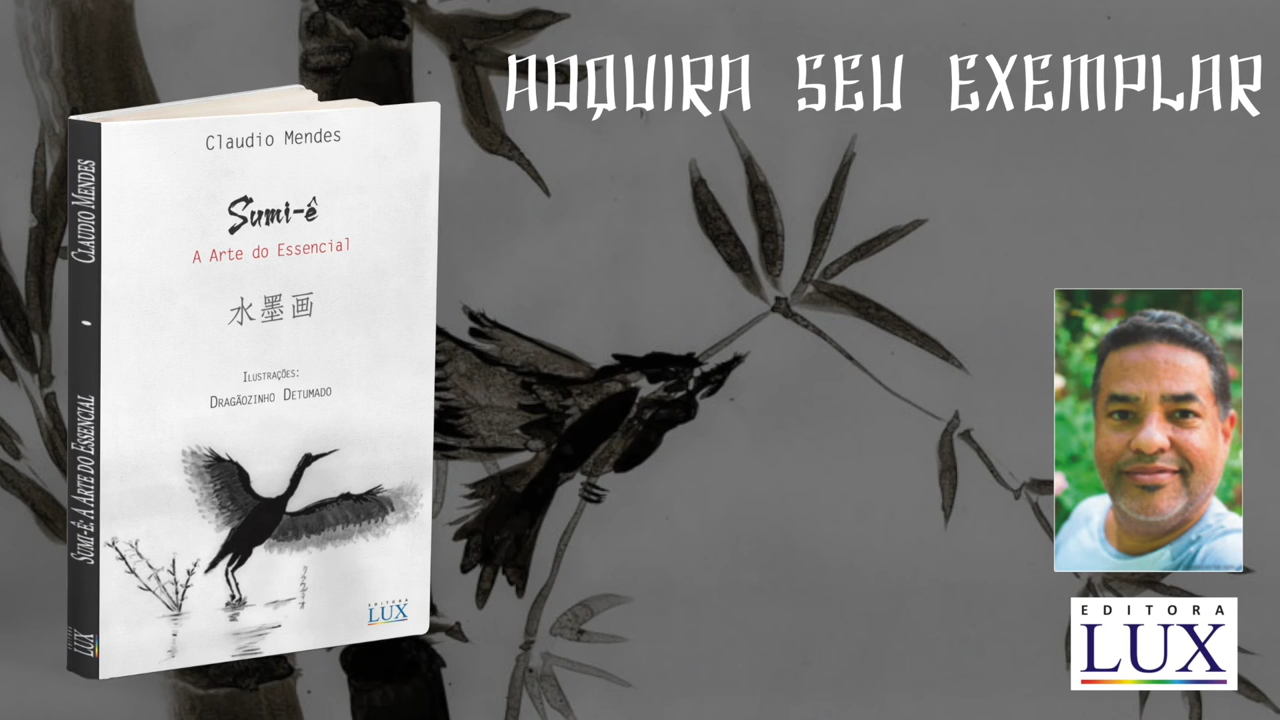 ADQUIRA SEU EXEMPLAR
Claudio Mendes
Sumi-ê
A Arte do Essencial
水墨画
Ilustrações:
Dragãozinho Detumado
EDITORA
LUX
Claudio Mendes
•
Sumi-ê: A Arte do Essencial
EDITORA
LUX
EDITORA
LUX